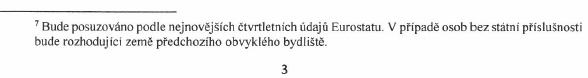 7 Bude posuzováno podle nejnovějších čtvrtletních údajů Eurostatu. V případě osob bez státní příslušnosti
bude rozhodující země předchozího obvyklého bydliště.
3